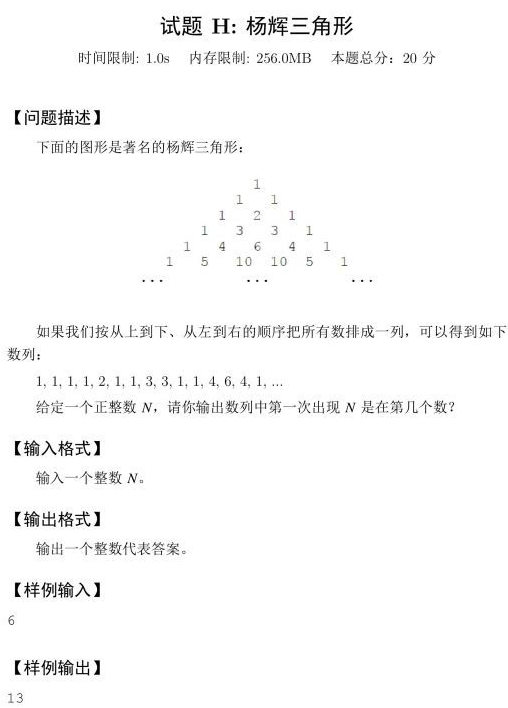 试题 H: 杨辉三角形
时间限制: 1.0s 内存限制: 256.0MB 本题总分: 20 分
【问题描述】
下面的图形是著名的杨辉三角形：
1
1 1
1 2 1
1 3 3 1
1 4 6 4 1
1 5 10 10 5 1
... ... ...
如果我们按从上到下、从左到右的顺序把所有数排成一列，可以得到如下
数列：
1, 1, 1, 1, 2, 1, 1, 3, 3, 1, 1, 4, 6, 4, 1, ...
给定一个正整数 N，请你输出数列中第一次出现 N 是在第几个数？
【输入格式】
输入一个整数 N。
【输出格式】
输出一个整数代表答案。
【样例输入】
6
【样例输出】
13